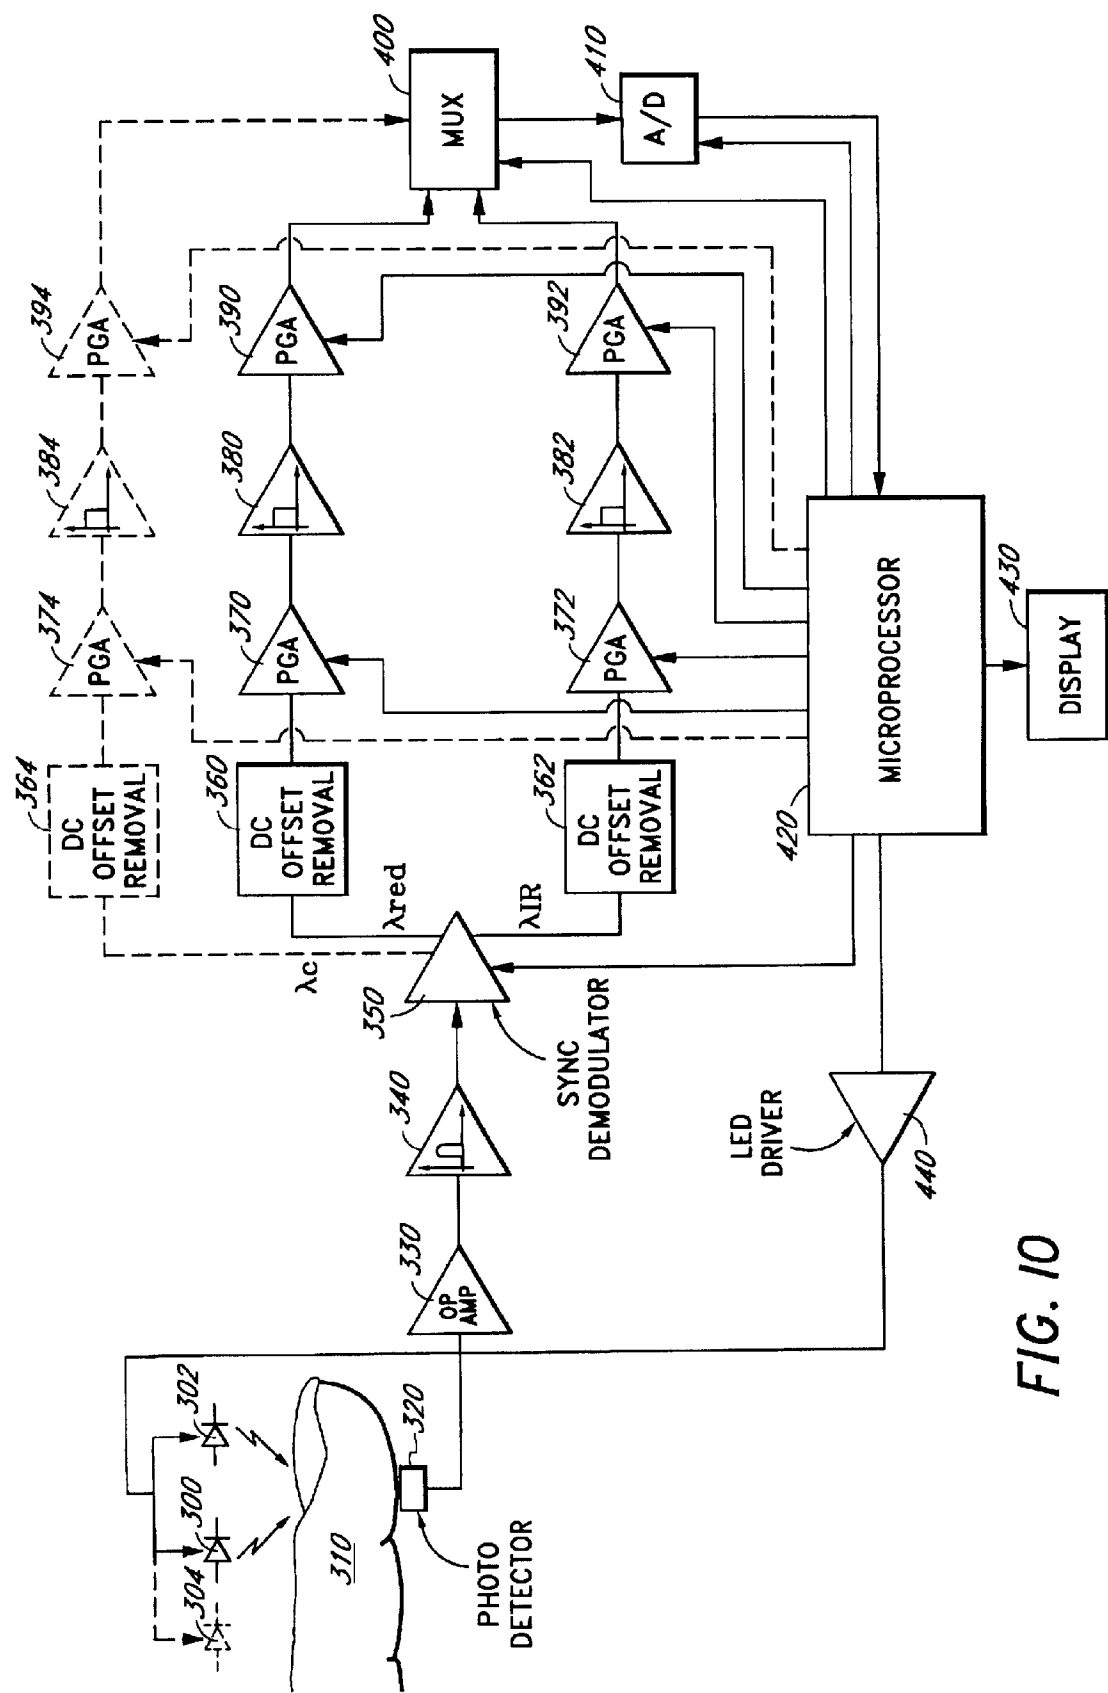 304
300
302
310
320
PHOTO
DETECTOR
330
OP
AMP
340
350
SYNC
DEMODULATOR
λc
λred
λIR
364
DC
OFFSET
REMOVAL
374
PGA
384
394
PGA
360
DC
OFFSET
REMOVAL
370
PGA
380
390
PGA
362
DC
OFFSET
REMOVAL
372
PGA
382
392
PGA
400
MUX
410
A/D
420
MICROPROCESSOR
430
DISPLAY
LED
DRIVER
440
FIG. 10